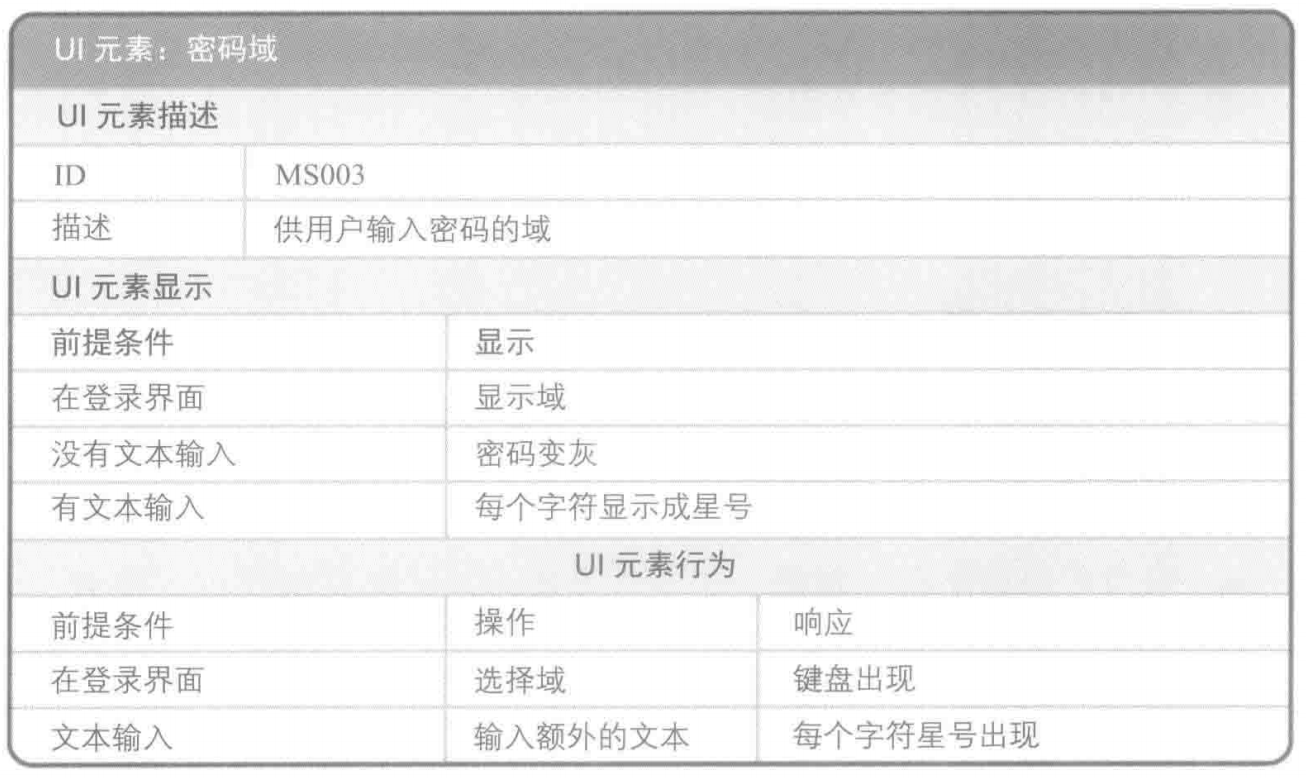 UI 元素：密码域
UI 元素描述
ID MS003
描述 供用户输入密码的域
UI 元素显示
前提条件 显示
在登录界面 显示域
没有文本输入 密码变灰
有文本输入 每个字符显示成星号
UI 元素行为
前提条件 操作 响应
在登录界面 选择域 键盘出现
文本输入 输入额外的文本 每个字符星号出现